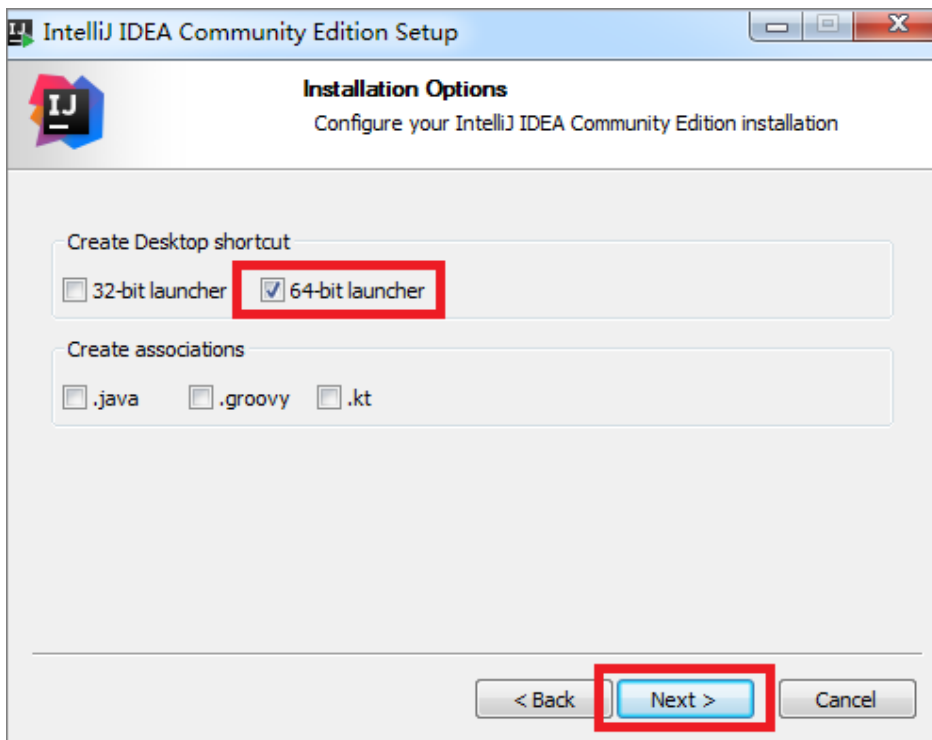 IntelliJ IDEA Community Edition Setup
IJ
Installation Options
Configure your IntelliJ IDEA Community Edition installation
Create Desktop shortcut
32-bit launcher 64-bit launcher
Create associations
.java .groovy .kt
< Back Next > Cancel